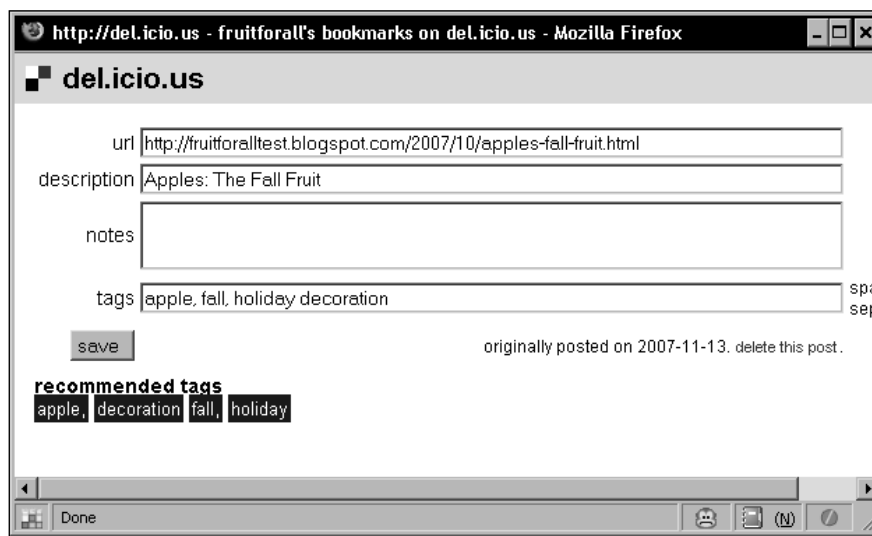 http://del.icio.us - fruitforall's bookmarks on del.icio.us - Mozilla Firefox
del.icio.us
url http://fruitforalltest.blogspot.com/2007/10/apples-fall-fruit.html
description Apples: The Fall Fruit
notes
tags apple, fall, holiday decoration
save originally posted on 2007-11-13. delete this post.
recommended tags
apple, decoration fall, holiday
Done (N)